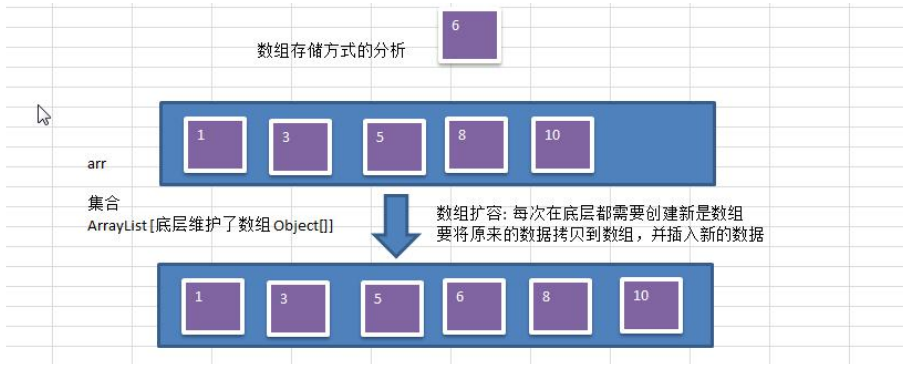 6
数组存储方式的分析
1 3 5 8 10
arr
集合
ArrayList [底层维护了数组 Object[]]
数组扩容: 每次在底层都需要创建新是数组
要将原来的数据拷贝到数组，并插入新的数据
1 3 5 6 8 10